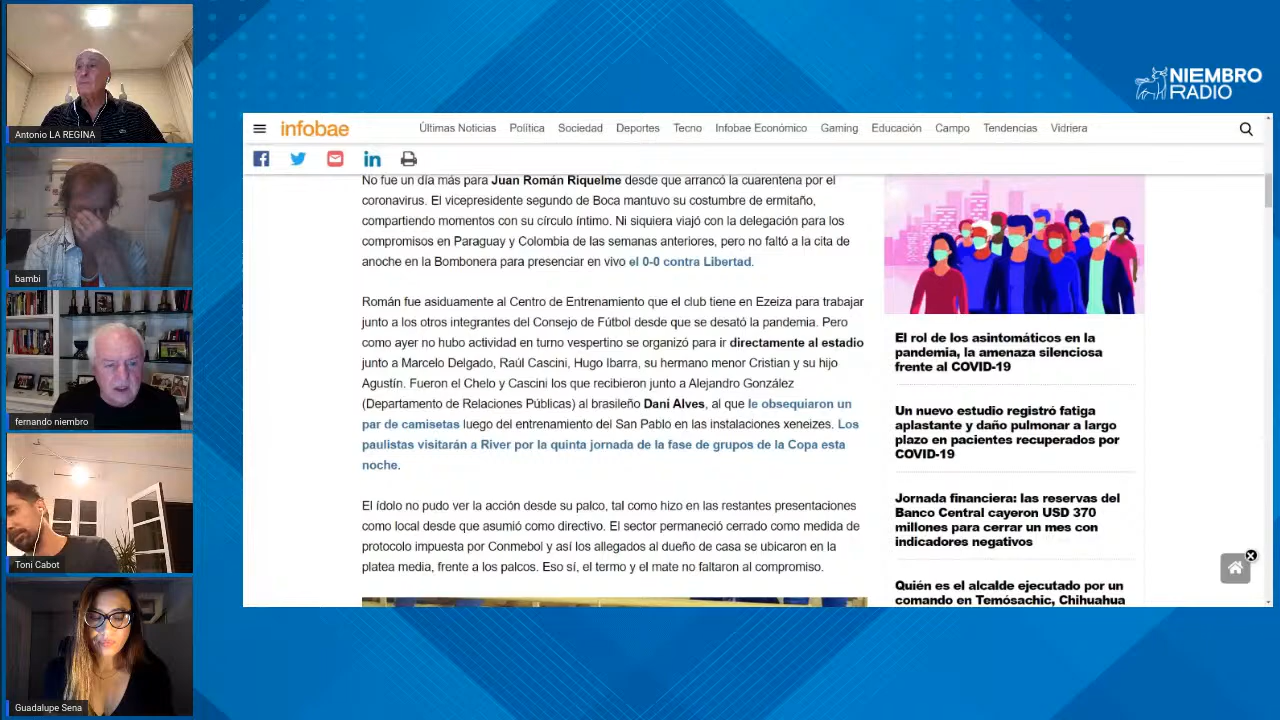 Antonio LA REGINA
bambi
fernando niembro
Toni Cabot
Guadalupe Sena
NIEMBRO
RADIO
infobae
Últimas Noticias Política Sociedad Deportes Tecno Infobae Económico Gaming Educación Campo Tendencias Vidriera
No fue un día más para Juan Román Riquelme desde que arrancó la cuarentena por el
coronavirus. El vicepresidente segundo de Boca mantuvo su costumbre de ermitaño,
compartiendo momentos con su círculo íntimo. Ni siquiera viajó con la delegación para los
compromisos en Paraguay y Colombia de las semanas anteriores, pero no faltó a la cita de
anoche en la Bombonera para presenciar en vivo el 0-0 contra Libertad.
Román fue asiduamente al Centro de Entrenamiento que el club tiene en Ezeiza para trabajar
junto a los otros integrantes del Consejo de Fútbol desde que se desató la pandemia. Pero
como ayer no hubo actividad en turno vespertino se organizó para ir directamente al estadio
junto a Marcelo Delgado, Raúl Cascini, Hugo Ibarra, su hermano menor Cristian y su hijo
Agustín. Fueron el Chelo y Cascini los que recibieron junto a Alejandro González
(Departamento de Relaciones Públicas) al brasileño Dani Alves, al que le obsequiaron un
par de camisetas luego del entrenamiento del San Pablo en las instalaciones xeneizes. Los
paulistas visitarán a River por la quinta jornada de la fase de grupos de la Copa esta
noche.
El ídolo no pudo ver la acción desde su palco, tal como hizo en las restantes presentaciones
como local desde que asumió como directivo. El sector permaneció cerrado como medida de
protocolo impuesta por Conmebol y así los allegados al dueño de casa se ubicaron en la
platea media, frente a los palcos. Eso sí, el termo y el mate no faltaron al compromiso.
El rol de los asintomáticos en la
pandemia, la amenaza silenciosa
frente al COVID-19
Un nuevo estudio registró fatiga
aplastante y daño pulmonar a largo
plazo en pacientes recuperados por
COVID-19
Jornada financiera: las reservas del
Banco Central cayeron USD 370
millones para cerrar un mes con
indicadores negativos
Quién es el alcalde ejecutado por un
comando en Temósachic, Chihuahua